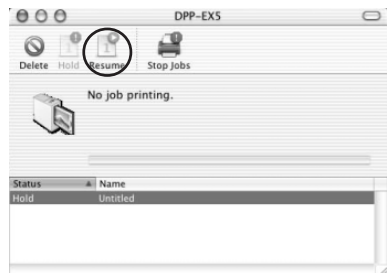 DPP-EX5
Delete Hold Resume Stop Jobs
No job printing.
Status Name
Hold Untitled